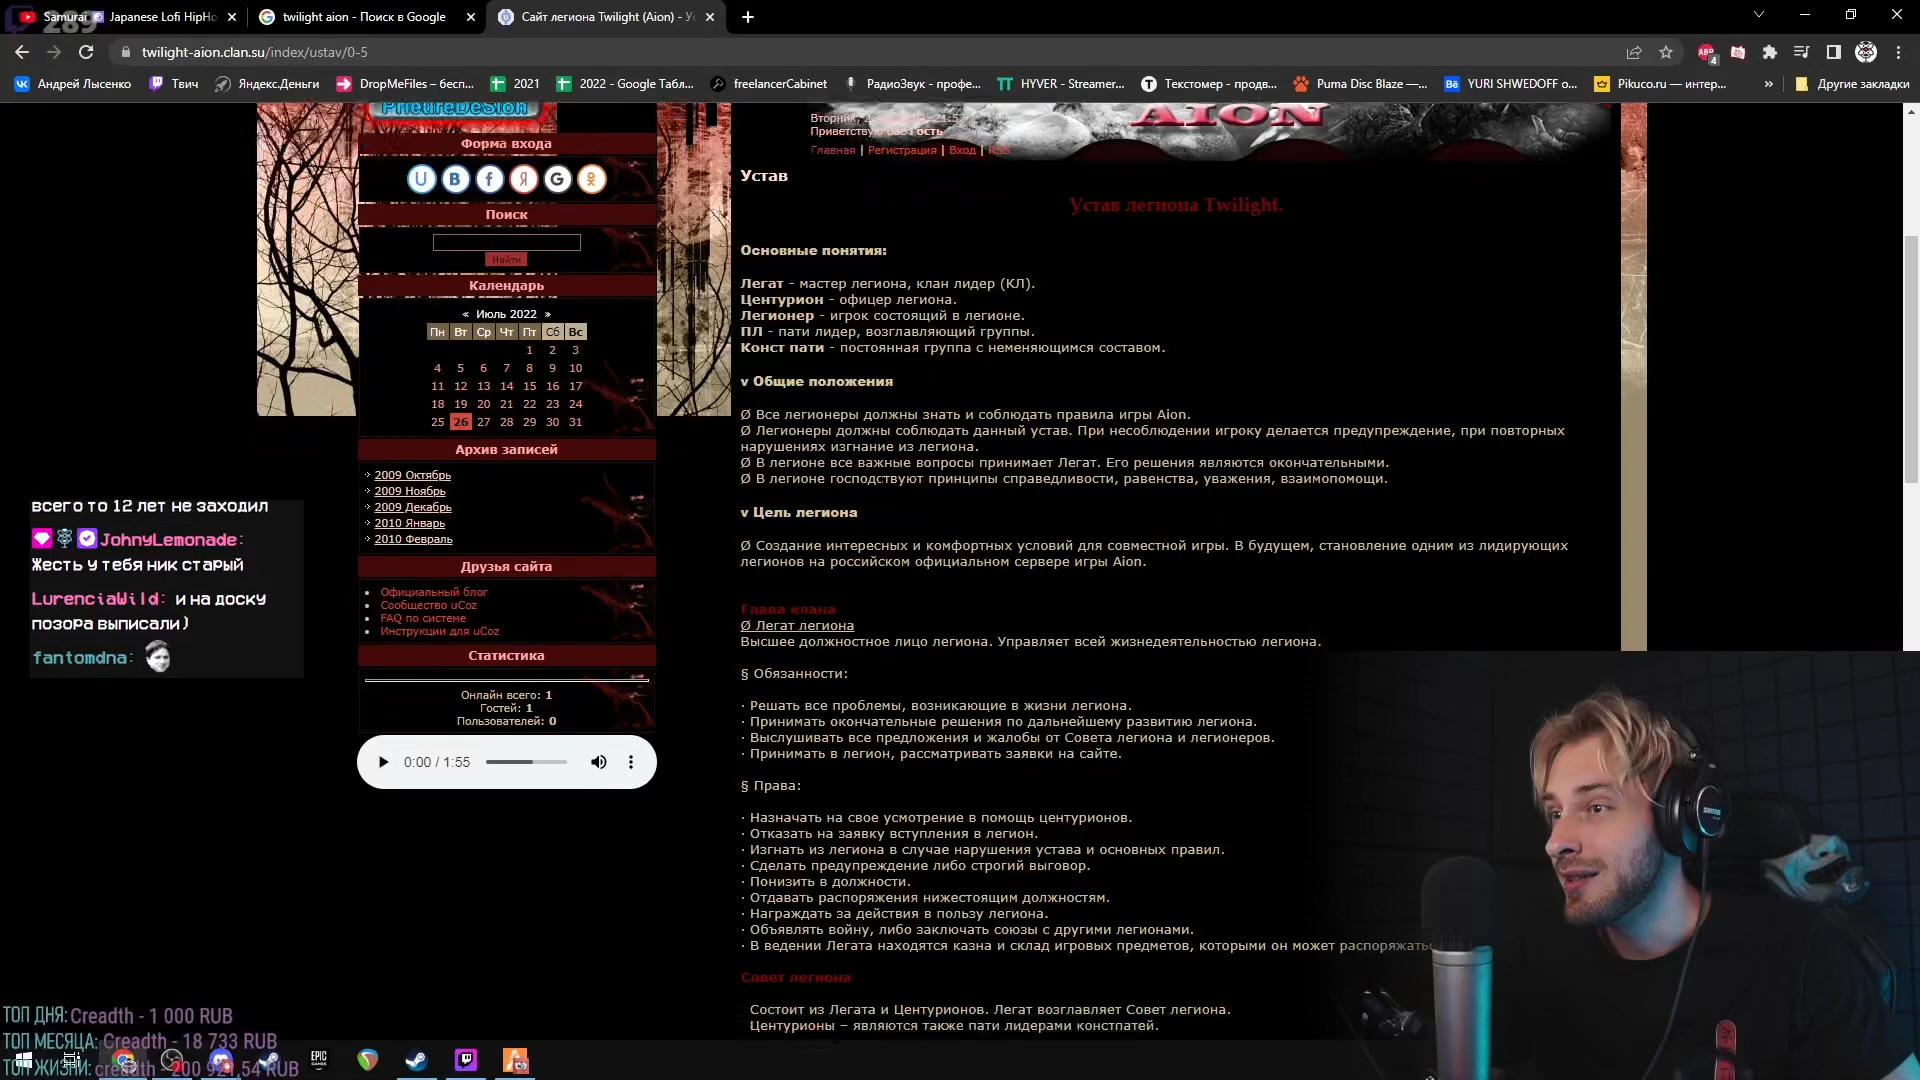 289
Samurai
Japanese Lofi HipHo
twilight aion - Поиск в Google
Сайт легиона Twilight (Aion) - Ус
twilight-aion.clan.su/index/ustav/0-5
4
Андрей Лысенко
Твич
Яндекс.Деньги
DropMeFiles – бесп...
2021
2022 - Google Табл...
freelancerCabinet
РадиоЗвук - профе...
HYVER - Streamer...
Текстомер - продв...
Puma Disc Blaze —...
YURI SHWEDOFF o...
Pikuco.ru — интер...
»
Другие закладки
PrieureDeSion
Форма входа
Поиск
Найти
Календарь
« Июль 2022 »
Пн Вт Ср Чт Пт Сб Вс
1 2 3
4 5 6 7 8 9 10
11 12 13 14 15 16 17
18 19 20 21 22 23 24
25 26 27 28 29 30 31
Архив записей
2009 Октябрь
2009 Ноябрь
2009 Декабрь
2010 Январь
2010 Февраль
Друзья сайта
Официальный блог
Сообщество uCoz
FAQ по системе
Инструкции для uCoz
Статистика
Онлайн всего: 1
Гостей: 1
Пользователей: 0
0:00 / 1:55
AION
Вторник,
Приветствую Вас Гость
Главная | Регистрация | Вход | RSS
Устав
Устав легиона Twilight.
Основные понятия:
Легат - мастер легиона, клан лидер (КЛ).
Центурион - офицер легиона.
Легионер - игрок состоящий в легионе.
ПЛ - пати лидер, возглавляющий группы.
Конст пати - постоянная группа с неменяющимся составом.
v Общие положения
Ø Все легионеры должны знать и соблюдать правила игры Aion.
Ø Легионеры должны соблюдать данный устав. При несоблюдении игроку делается предупреждение, при повторных
нарушениях изгнание из легиона.
Ø В легионе все важные вопросы принимает Легат. Его решения являются окончательными.
Ø В легионе господствуют принципы справедливости, равенства, уважения, взаимопомощи.
v Цель легиона
Ø Создание интересных и комфортных условий для совместной игры. В будущем, становление одним из лидирующих
легионов на российском официальном сервере игры Aion.
Глава клана
Ø Легат легиона
Высшее должностное лицо легиона. Управляет всей жизнедеятельностью легиона.
§ Обязанности:
· Решать все проблемы, возникающие в жизни легиона.
· Принимать окончательные решения по дальнейшему развитию легиона.
· Выслушивать все предложения и жалобы от Совета легиона и легионеров.
· Принимать в легион, рассматривать заявки на сайте.
§ Права:
· Назначать на свое усмотрение в помощь центурионов.
· Отказать на заявку вступления в легион.
· Изгнать из легиона в случае нарушения устава и основных правил.
· Сделать предупреждение либо строгий выговор.
· Понизить в должности.
· Отдавать распоряжения нижестоящим должностям.
· Награждать за действия в пользу легиона.
· Объявлять войну, либо заключать союзы с другими легионами.
· В ведении Легата находятся казна и склад игровых предметов, которыми он может распоряжать
Совет легиона
Состоит из Легата и Центурионов. Легат возглавляет Совет легиона.
Центурионы – являются также пати лидерами констпатей.
всего то 12 лет не заходил
JohnyLemonade:
Жесть у тебя ник старый
LurenciaWild: и на доску
позора выписали)
fantomdna:
ТОП ДНЯ: Creadth - 1 000 RUB
ТОП МЕСЯЦА: Creadth - 18 733 RUB
ТОП ЖИЗНИ: creadth - 200 921,54 RUB
EPIC